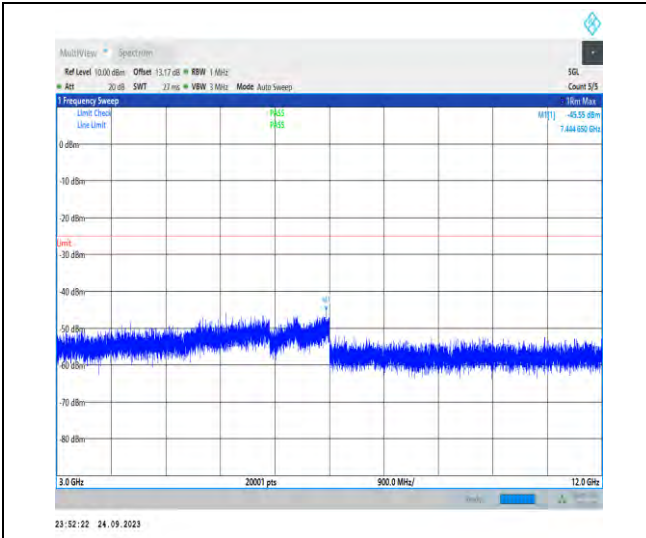 MultiView Spectrum
Ref Level 10.00 dBm Offset 13.17 dB RBW 1 MHz SGL
Att 20 dB SWT 27 ms VBW 3 MHz Mode Auto Sweep Count 5/5
1 Frequency Sweep 1Rm Max
Limit Check PASS M1[1] -45.55 dBm
Line Limit PASS 7.444 650 GHz
0 dBm
-10 dBm
-20 dBm
Limit
-30 dBm
-40 dBm
M1
-50 dBm
-60 dBm
-70 dBm
-80 dBm
3.0 GHz 20001 pts 900.0 MHz/ 12.0 GHz
Ready
23:52:22 24.09.2023